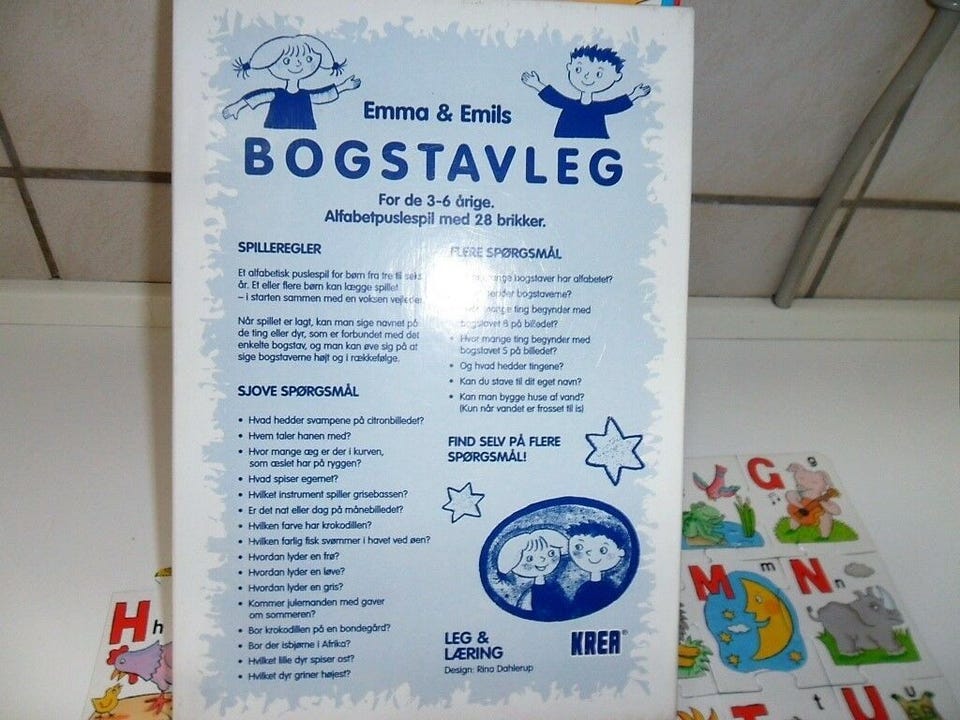 Emma & Emils
BOGSTAVLEG
For de 3-6 årige.
Alfabetpuslespil med 28 brikker.
SPILLEREGLER
Et alfabetisk puslespil for børn fra tre til seks
år. Et eller flere børn kan lægge spillet
– i starten sammen med en voksen
Når spillet er lagt, kan man sige navnet på
de ting eller dyr, som er forbundet med det
enkelte bogstav, og man kan øve sig på at
sige bogstaverne højt og i rækkefølge.
SJOVE SPØRGSMÅL
• Hvad hedder svampene på citronbilledet?
• Hvem taler hanen med?
• Hvor mange æg er der i kurven,
som æslet har på ryggen?
• Hvad spiser egernet?
• Hvilket instrument spiller grisebassen?
• Er det nat eller dag på månebilledet?
• Hvilken farve har krokodillen?
• Hvilken farlig fisk svømmer i havet ved øen?
• Hvordan lyder en frø?
• Hvordan lyder en løve?
• Hvordan lyder en gris?
• Kommer julemanden med gaver
om sommeren?
• Bor krokodillen på en bondegård?
• Bor der isbjørne i Afrika?
• Hvilket lille dyr spiser ost?
• Hvilket dyr griner højest?
FLERE SPØRGSMÅL
mange bogstaver har alfabetet?
bogstaverne?
mange ting begynder med
bogstavet B på billedet?
• Hvor mange ting begynder med
bogstavet S på billedet?
• Og hvad hedder tingene?
• Kan du stave til dit eget navn?
• Kan man bygge huse af vand?
(Kun når vandet er frosset til is)
FIND SELV PÅ FLERE
SPØRGSMÅL!
LEG &
LÆRING
Design: Rina Dahlerup
KREA®
H h
G g
M m
N n
t
U u